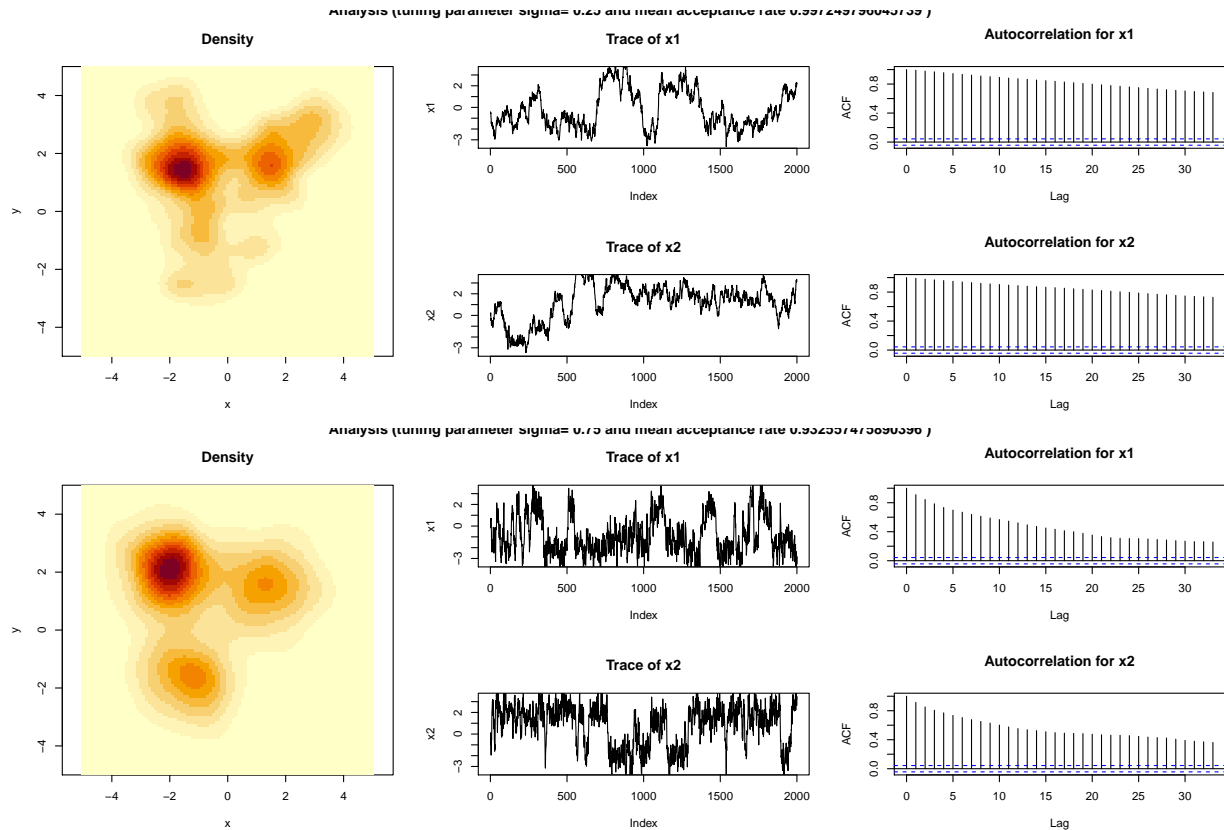 Analysis (tuning parameter sigma= 0.25 and mean acceptance rate 0.997249796045739 )
Density
y
4
2
0
−2
−4
−4 −2 0 2 4
x
Trace of x1
x1
2
0
−3
0 500 1000 1500 2000
Index
Autocorrelation for x1
ACF
0.8
0.4
0.0
0 5 10 15 20 25 30
Lag
Trace of x2
x2
2
0
−3
0 500 1000 1500 2000
Index
Autocorrelation for x2
ACF
0.8
0.4
0.0
0 5 10 15 20 25 30
Lag
Analysis (tuning parameter sigma= 0.75 and mean acceptance rate 0.932557475890396 )
Density
y
4
2
0
−2
−4
−4 −2 0 2 4
x
Trace of x1
x1
2
0
−3
0 500 1000 1500 2000
Index
Autocorrelation for x1
ACF
0.8
0.4
0.0
0 5 10 15 20 25 30
Lag
Trace of x2
x2
2
0
−3
0 500 1000 1500 2000
Index
Autocorrelation for x2
ACF
0.8
0.4
0.0
0 5 10 15 20 25 30
Lag